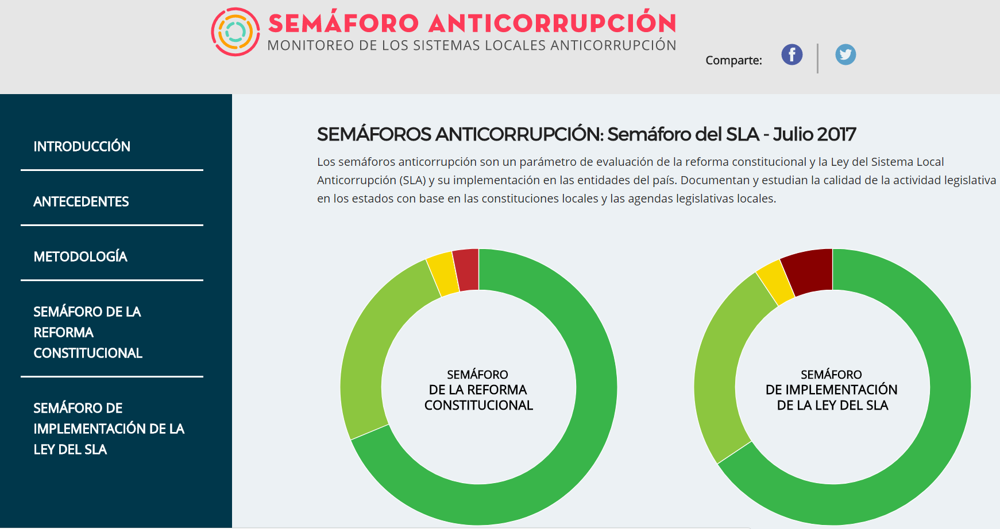 SEMÁFORO ANTICORRUPCIÓN
MONITOREO DE LOS SISTEMAS LOCALES ANTICORRUPCIÓN
Comparte:
INTRODUCCIÓN
ANTECEDENTES
METODOLOGÍA
SEMÁFORO DE LA
REFORMA
CONSTITUCIONAL
SEMÁFORO DE
IMPLEMENTACIÓN DE LA
LEY DEL SLA
SEMÁFOROS ANTICORRUPCIÓN: Semáforo del SLA - Julio 2017
Los semáforos anticorrupción son un parámetro de evaluación de la reforma constitucional y la Ley del Sistema Local
Anticorrupción (SLA) y su implementación en las entidades del país. Documentan y estudian la calidad de la actividad legislativa
en los estados con base en las constituciones locales y las agendas legislativas locales.
SEMÁFORO
DE LA REFORMA
CONSTITUCIONAL
SEMÁFORO
DE IMPLEMENTACIÓN
DE LA LEY DEL SLA